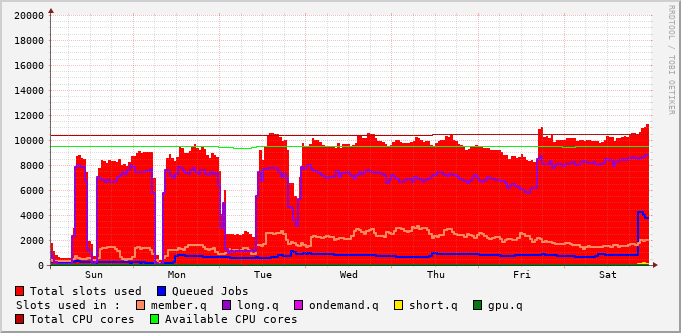 20000
18000
16000
14000
12000
10000
8000
6000
4000
2000
0
Sun Mon Tue Wed Thu Fri Sat
RRDTOOL / TOBI OETIKER
Total slots used Queued Jobs
Slots used in : member.q long.q ondemand.q short.q gpu.q
Total CPU cores Available CPU cores